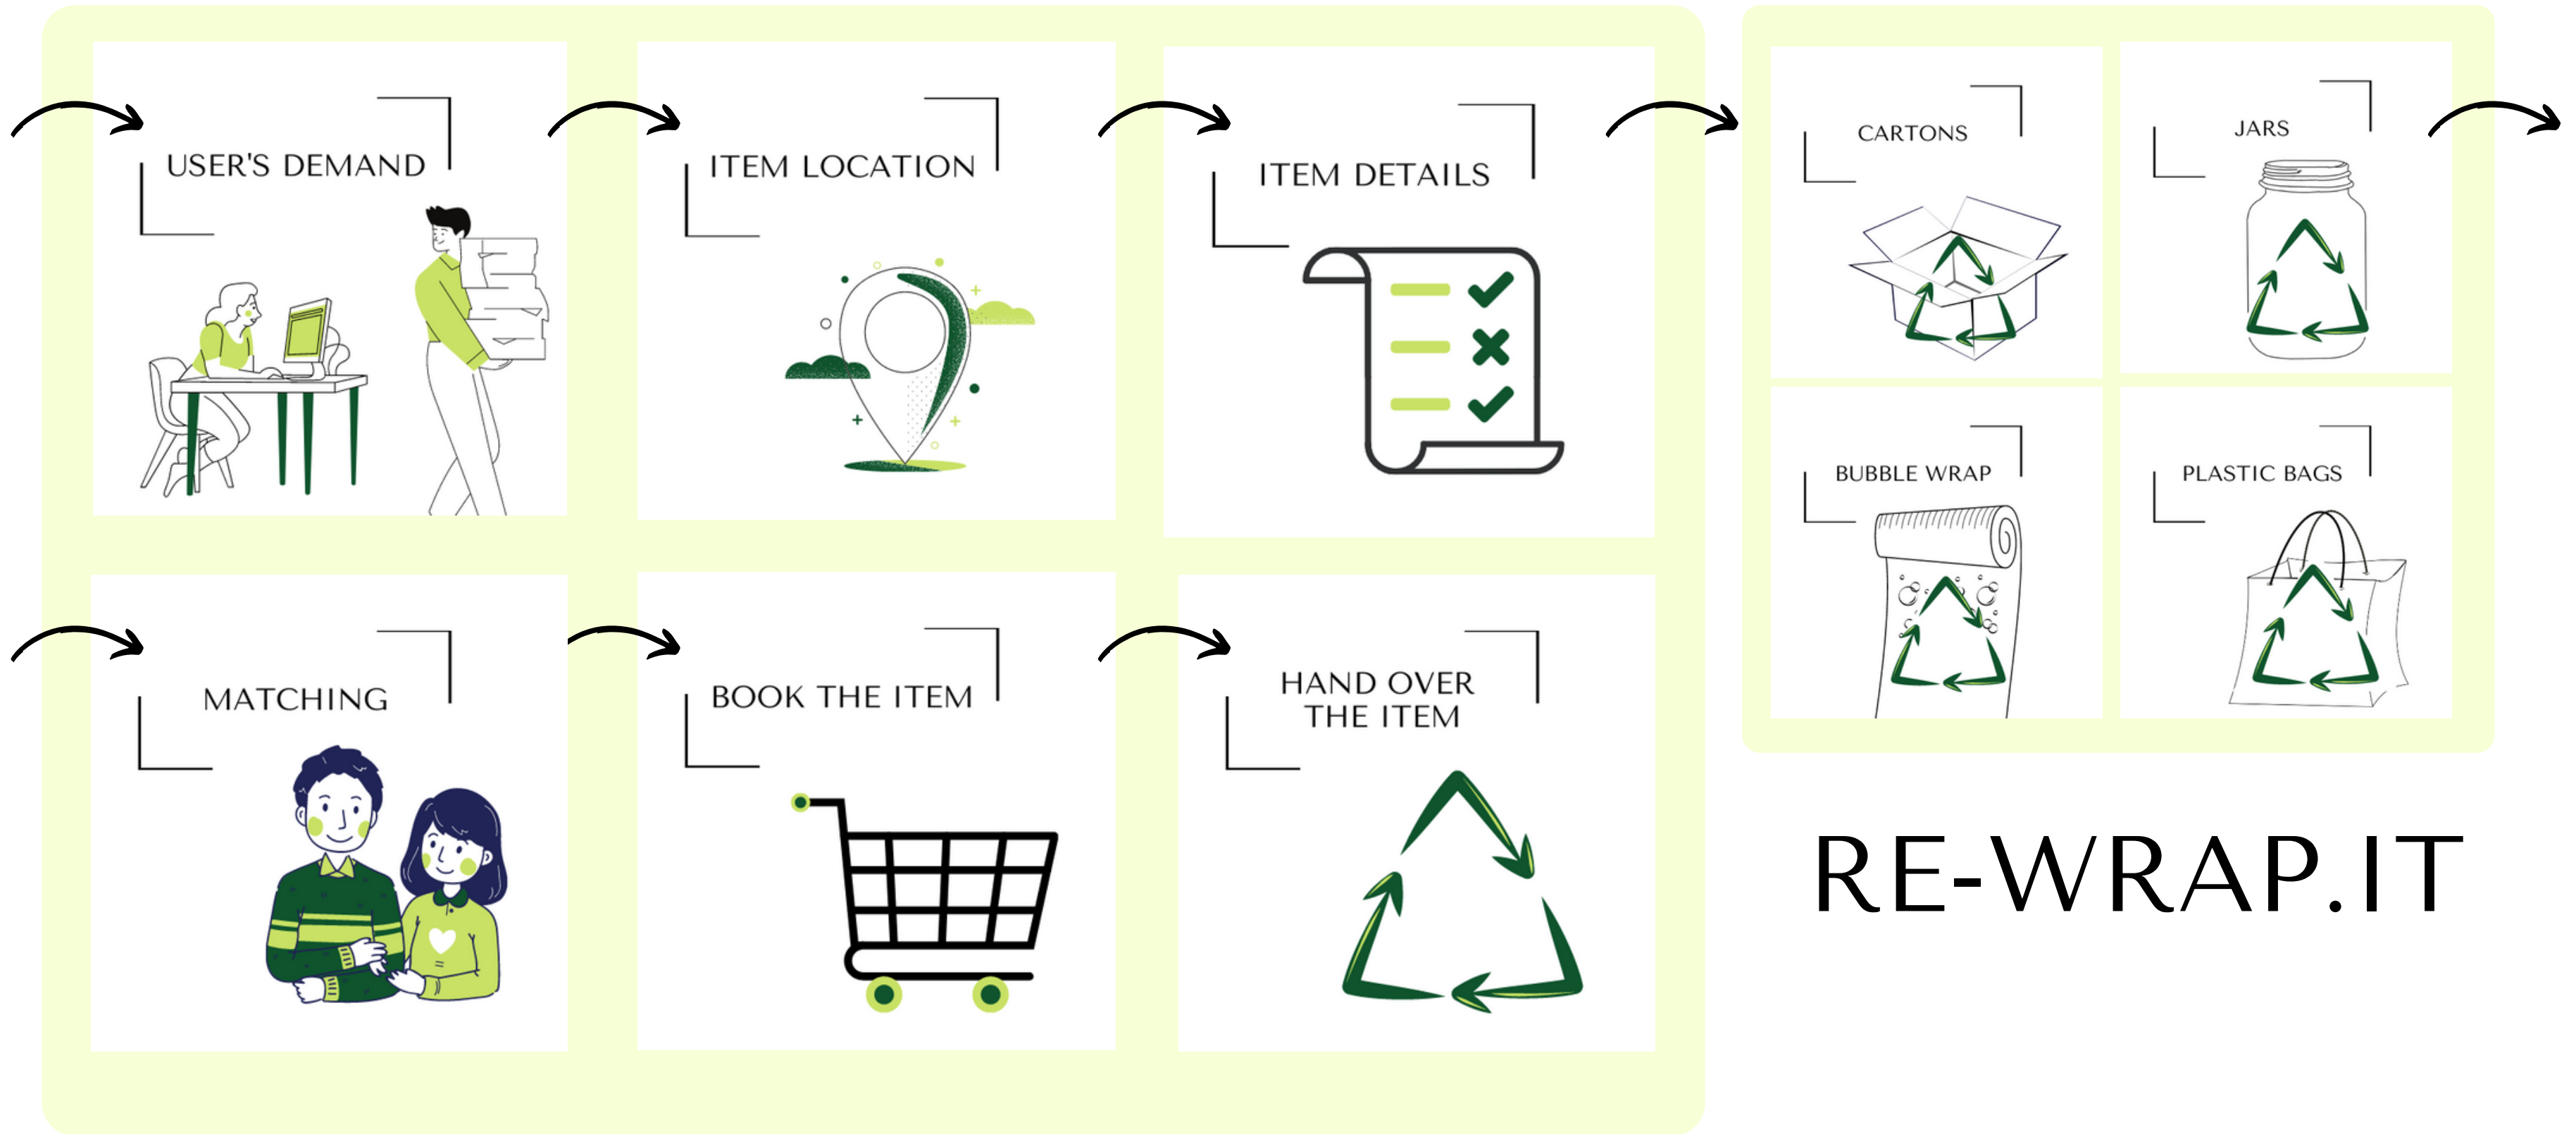 USER'S DEMAND
ITEM LOCATION
ITEM DETAILS
CARTONS
JARS
BUBBLE WRAP
PLASTIC BAGS
MATCHING
BOOK THE ITEM
HAND OVER
THE ITEM
RE-WRAP.IT